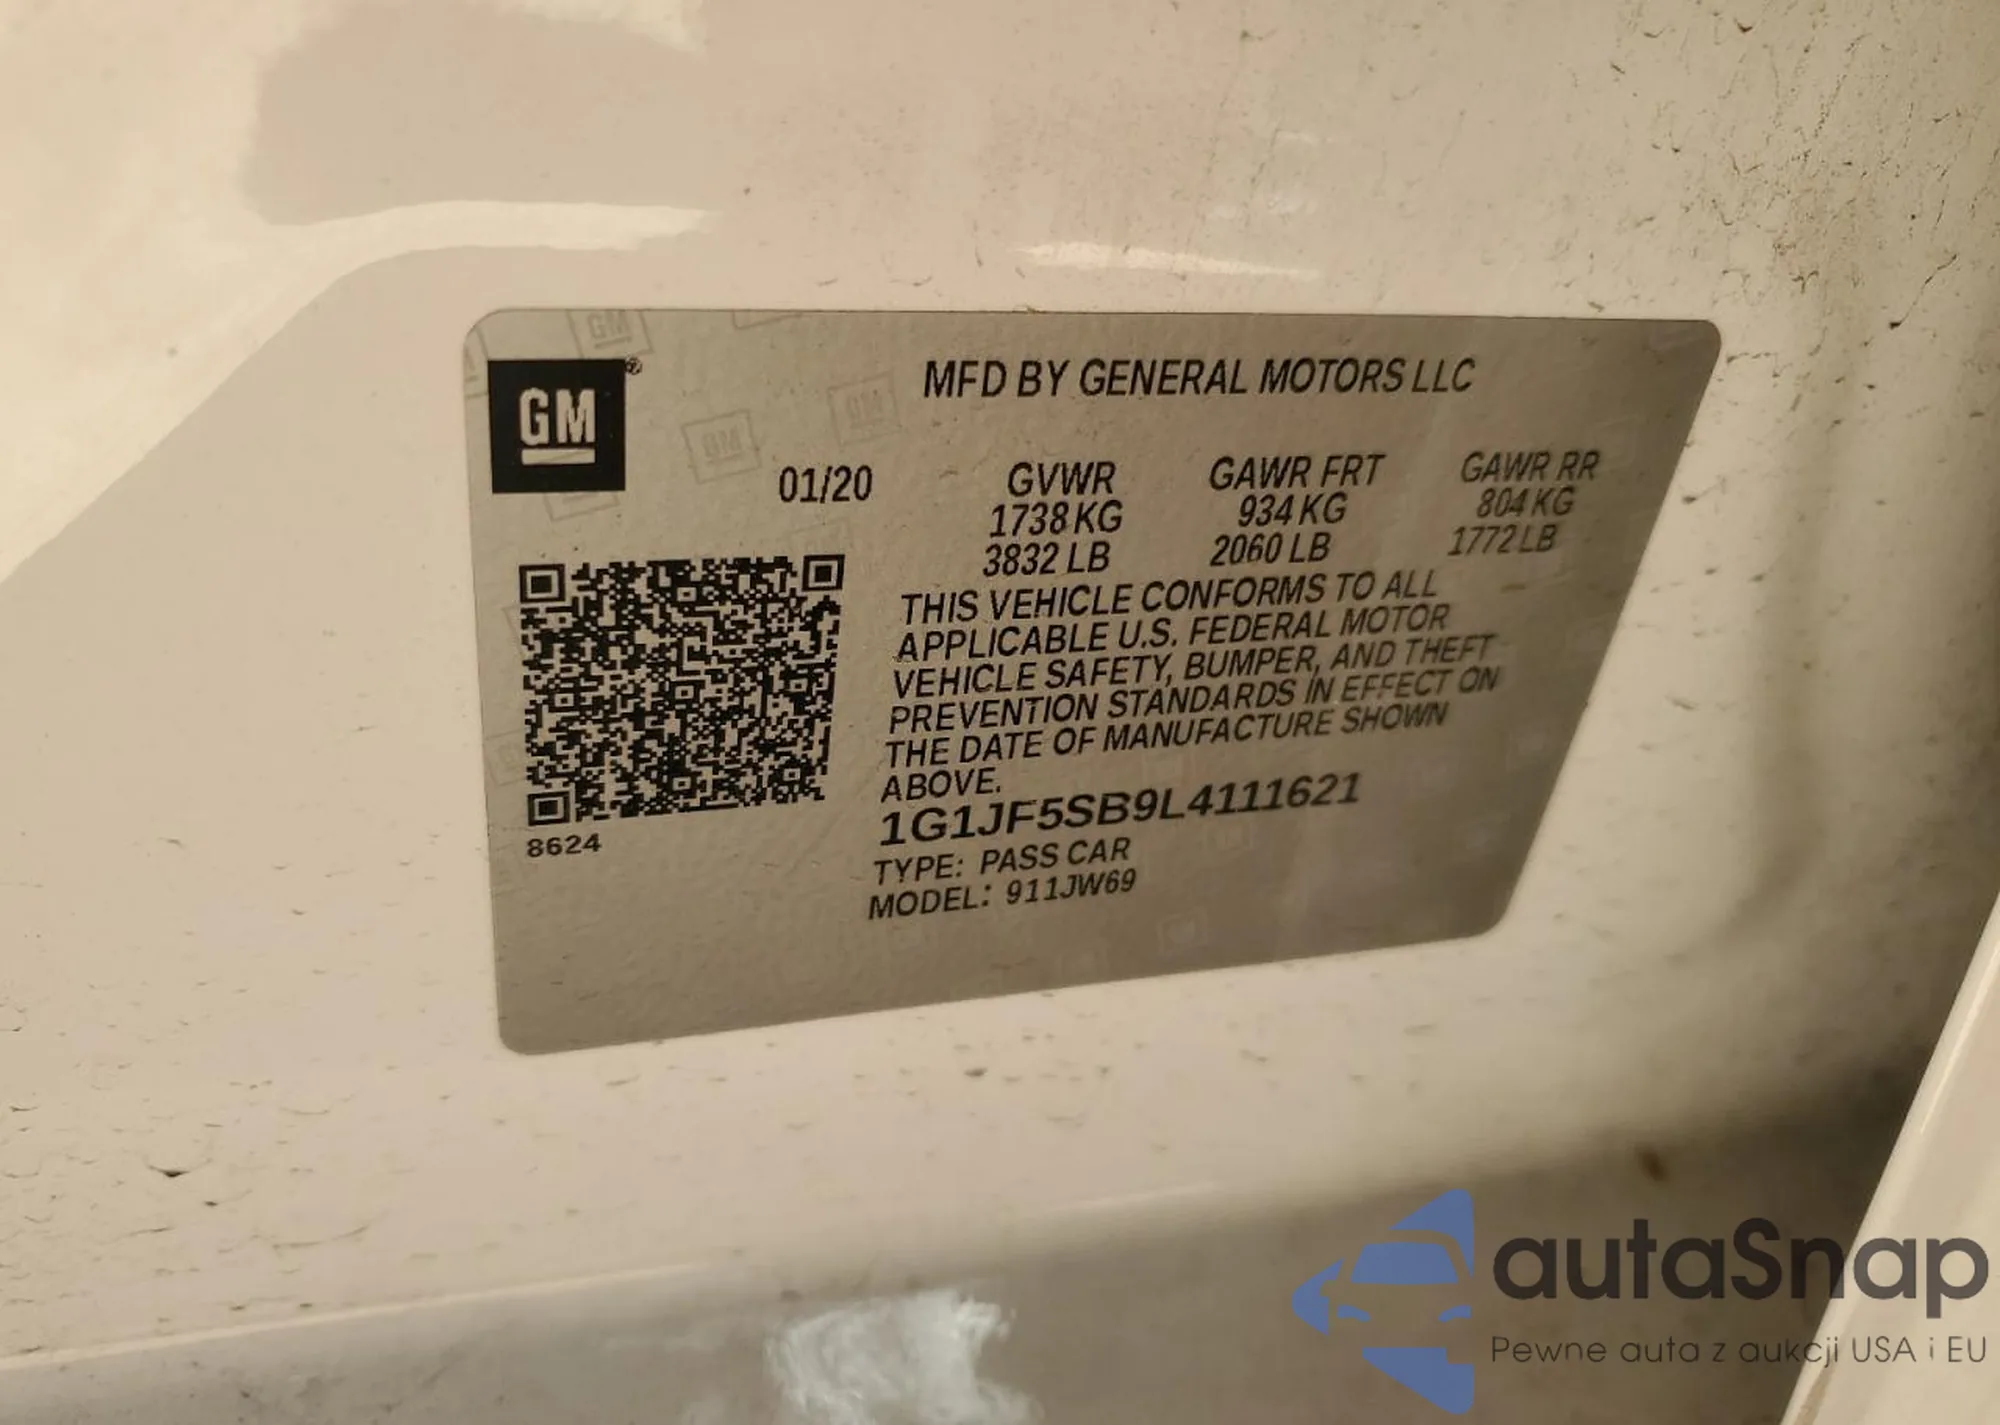 GM
®
MFD BY GENERAL MOTORS LLC
01/20 GVWR GAWR FRT GAWR RR
1738 KG 934 KG 804 KG
3832 LB 2060 LB 1772 LB
THIS VEHICLE CONFORMS TO ALL
APPLICABLE U.S. FEDERAL MOTOR
VEHICLE SAFETY, BUMPER, AND THEFT
PREVENTION STANDARDS IN EFFECT ON
THE DATE OF MANUFACTURE SHOWN
ABOVE.
1G1JF5SB9L4111621
8624
TYPE: PASS CAR
MODEL: 911JW69
autaSnap
Pewne auta z aukcji USA i EU